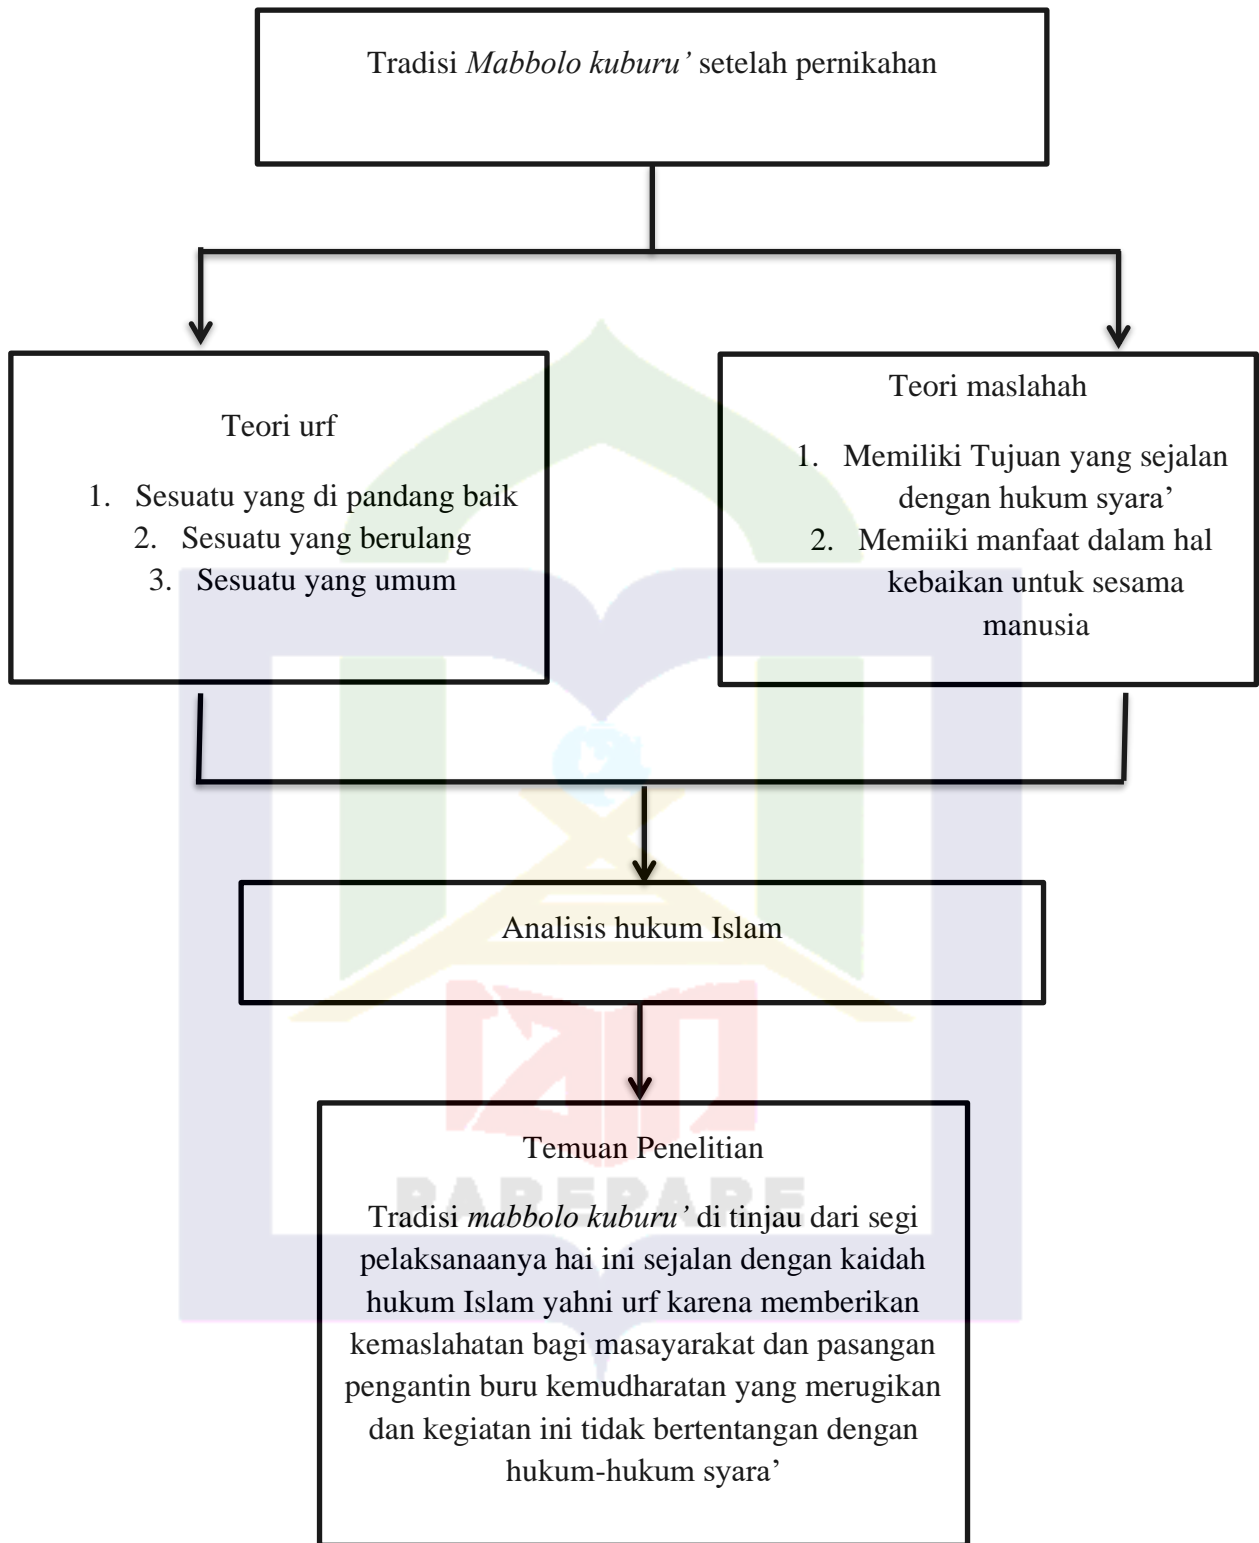 Tradisi Mabbolo kuburu’ setelah pernikahan
Teori urf
1. Sesuatu yang di pandang baik
2. Sesuatu yang berulang
3. Sesuatu yang umum
Teori maslahah
1. Memiliki Tujuan yang sejalan
dengan hukum syara’
2. Memiiki manfaat dalam hal
kebaikan untuk sesama
manusia
Analisis hukum Islam
Temuan Penelitian
PAREPARE
Tradisi mabbolo kuburu’ di tinjau dari segi
pelaksanaanya hai ini sejalan dengan kaidah
hukum Islam yahni urf karena memberikan
kemaslahatan bagi masayarakat dan pasangan
pengantin buru kemudharatan yang merugikan
dan kegiatan ini tidak bertentangan dengan
hukum-hukum syara’